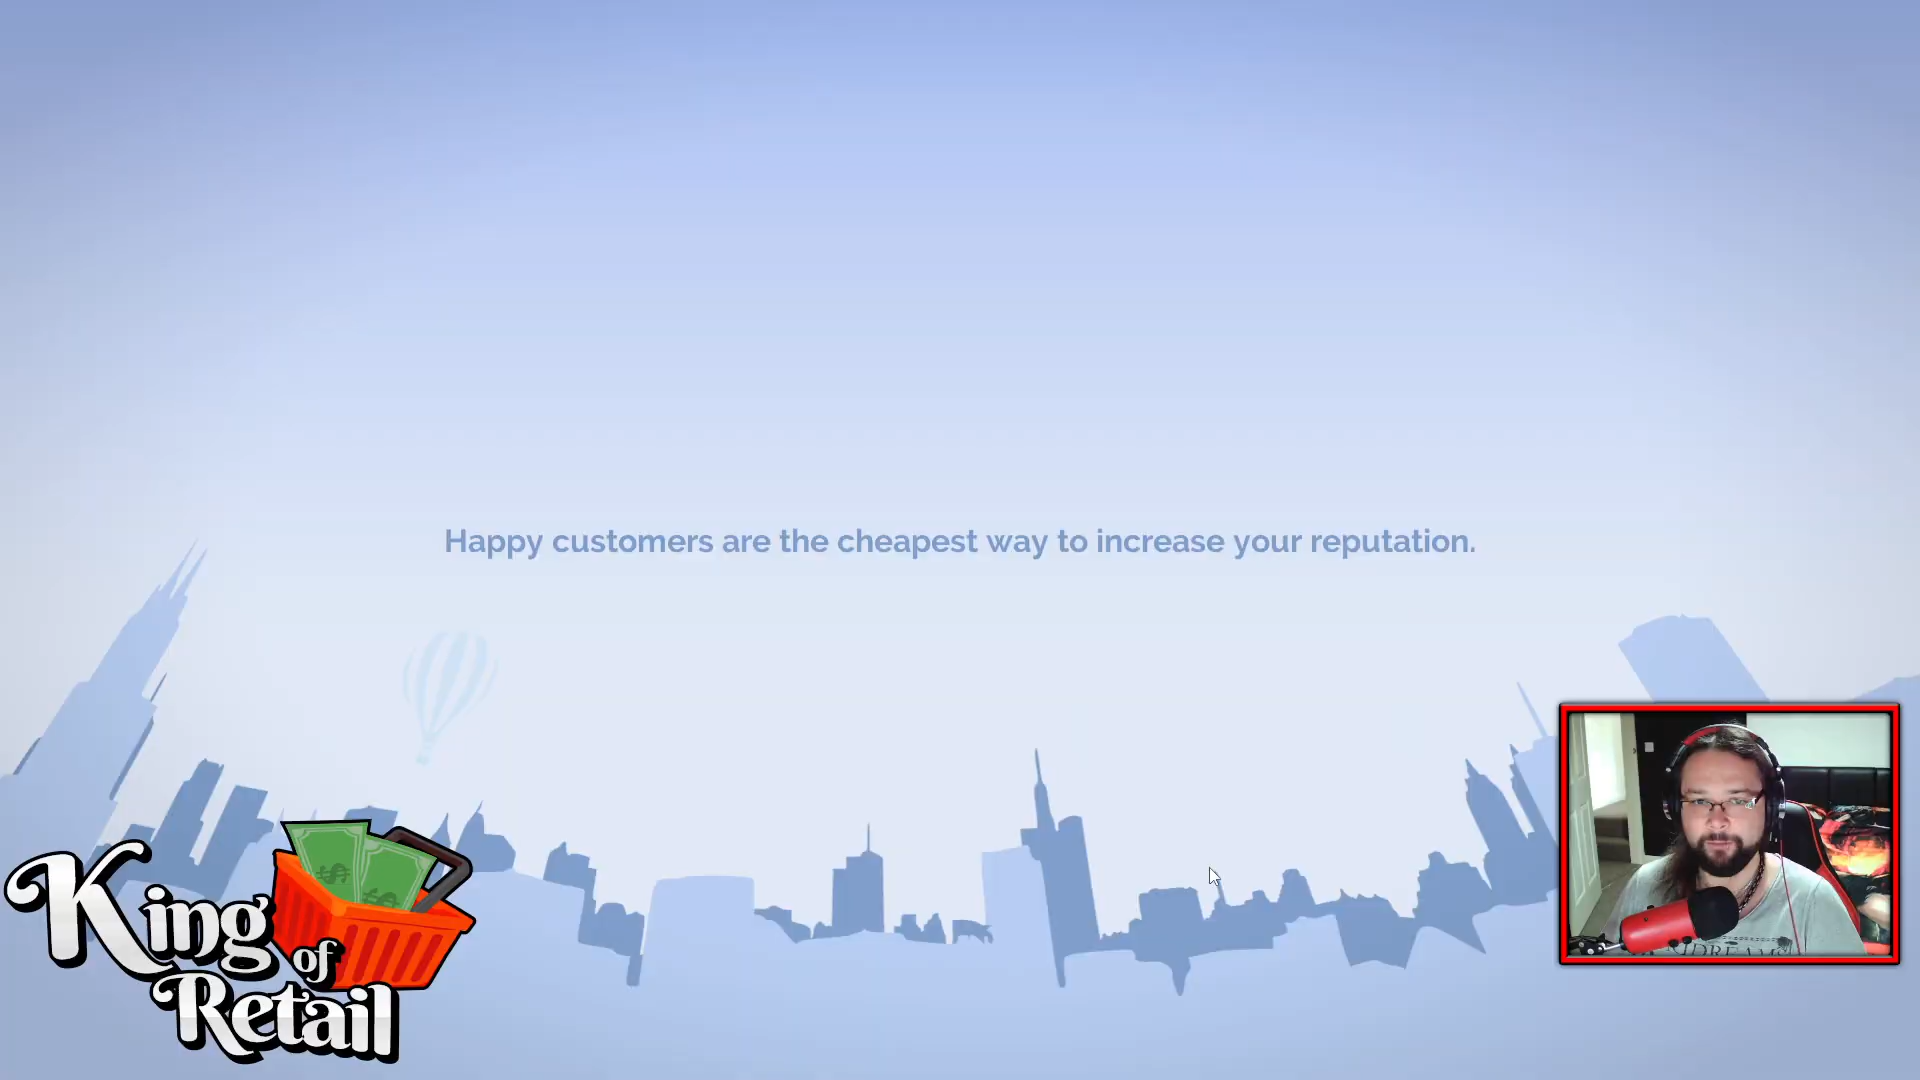 Happy customers are the cheapest way to increase your reputation.
King
of
Retail